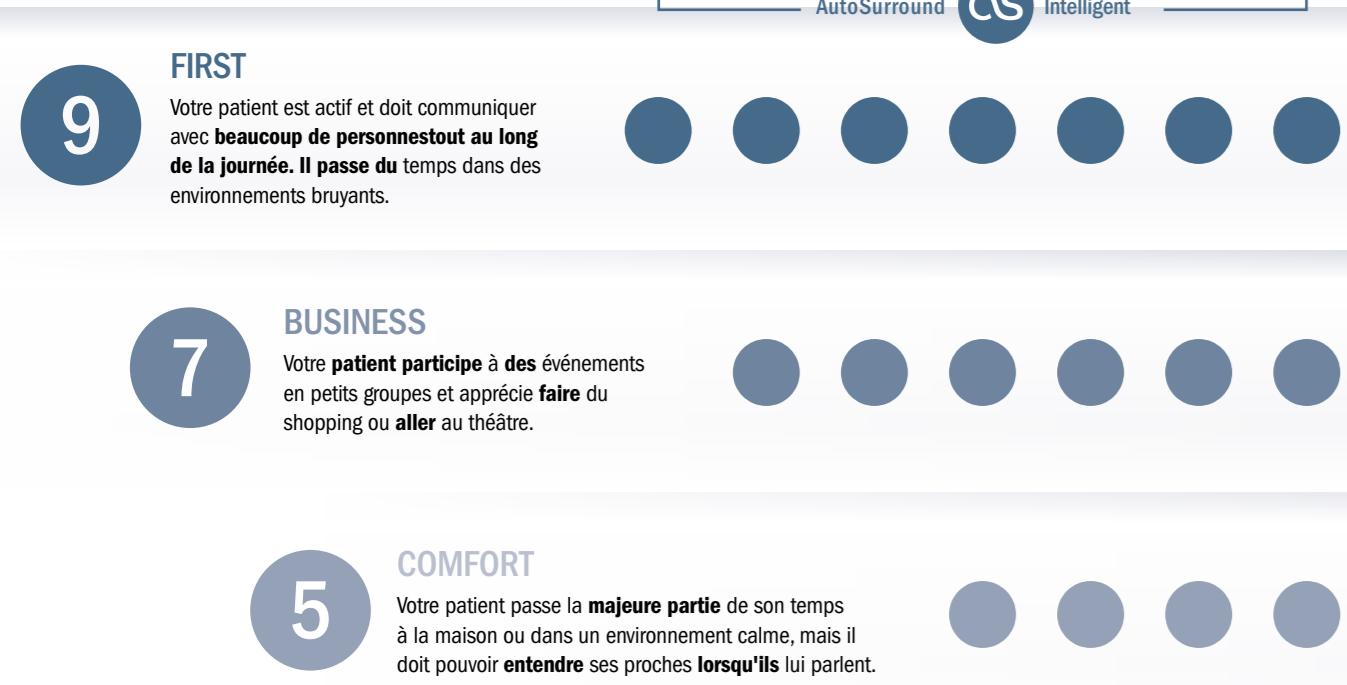 AutoSurround
Intelligent
FIRST
9
Votre patient est actif et doit communiquer
avec beaucoup de personnestout au long
de la journée. Il passe du temps dans des
environnements bruyants.
BUSINESS
7
Votre patient participe à des événements
en petits groupes et apprécie faire du
shopping ou aller au théâtre.
COMFORT
5
Votre patient passe la majeure partie de son temps
à la maison ou dans un environnement calme, mais il
doit pouvoir entendre ses proches lorsqu'ils lui parlent.